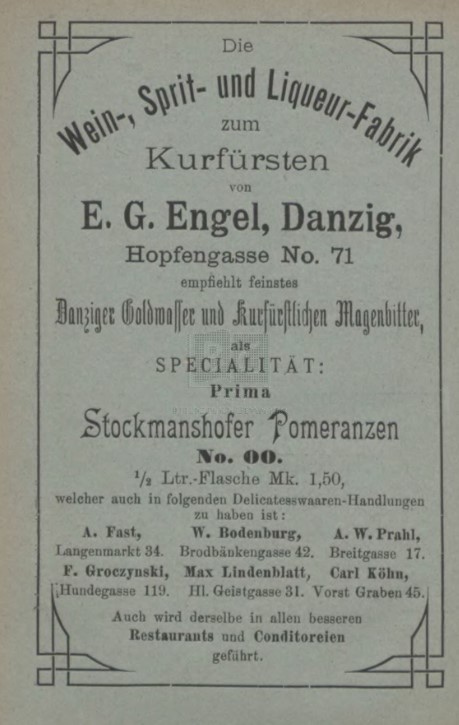 Die
Wein-, Sprit- und Liqueur-Fabrik
zum
Kurfürsten
von
E. G. Engel, Danzig,
Hopfengasse No. 71
empfiehlt feinstes
Danziger Goldwasser und Kurfürstlichen Magenbitter,
als
SPECIALITÄT:
Prima
Stockmanshofer Pomeranzen
No. 00.
1/2 Ltr.-Flasche Mk. 1,50,
welcher auch in folgenden Delicatesswaaren-Handlungen
zu haben ist:
A. Fast, W. Bodenburg, A. W. Prahl,
Langenmarkt 34. Brodbänkengasse 42. Breitgasse 17.
F. Groczynski, Max Lindenblatt, Carl Köhn,
Hundegasse 119. Hl. Geistgasse 31. Vorst Graben 45.
Auch wird derselbe in allen besseren
Restaurants und Conditoreien
geführt.